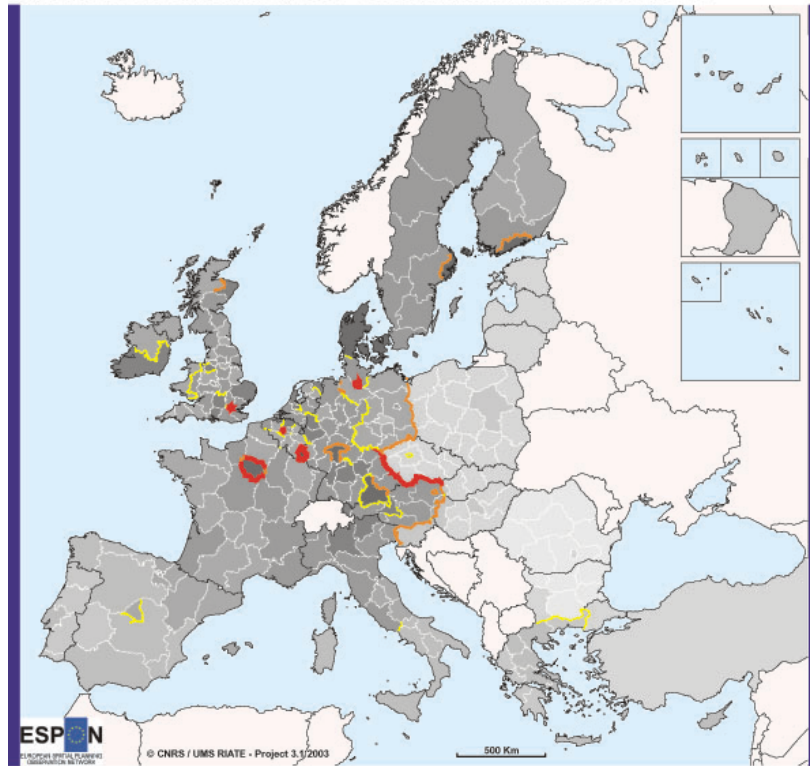 500 Km
ESPON
EUROPEAN SPATIAL PLANNING
OBSERVATION NETWORK
© CNRS / UMS RIATE - Project 3.1/2003